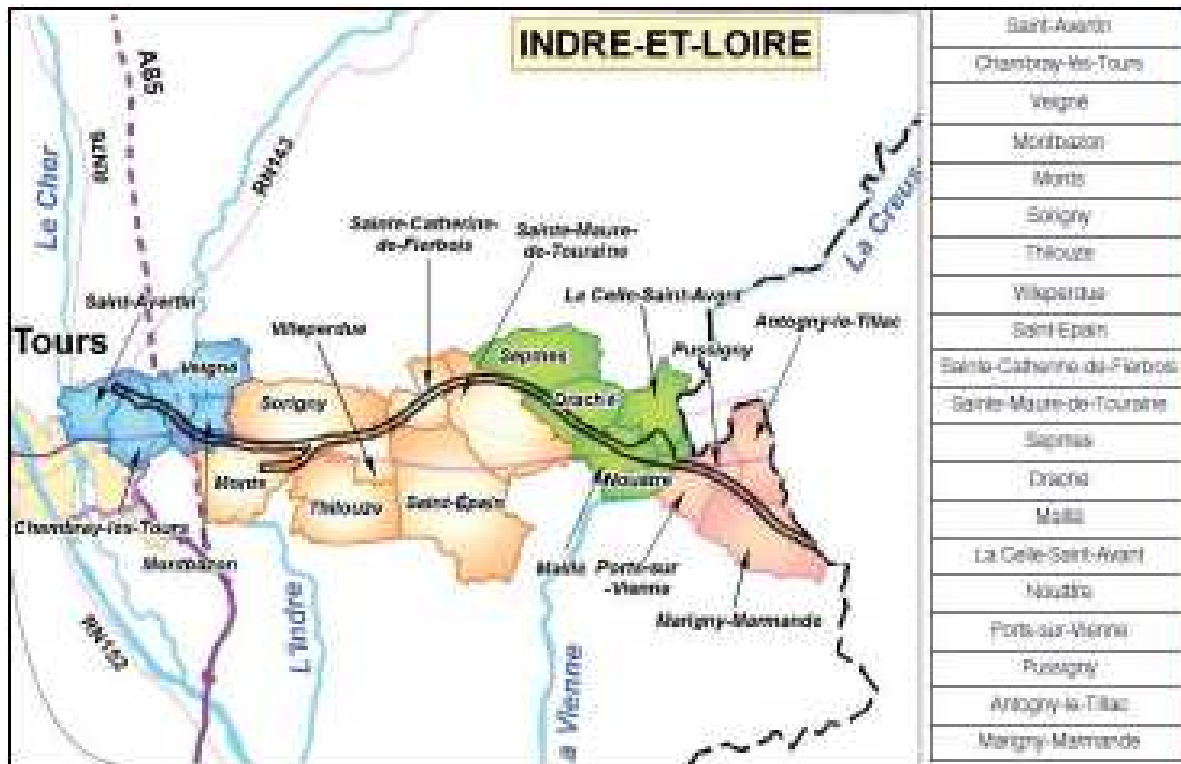 INDRE-ET-LOIRE
A85
RN143
Le Cher
Sainte-Catherine-
de-Fierbois
Sainte-Maure-
de-Touraine
La Creuse
Saint-Avertin
La Celle-Saint-Avant
Tours
Villeperdue
Antogny-le-Tillac
Pussigny
Veigné
Sepmes
Sorigny
Draché
Monts
Nouâtre
Thilouze
Saint-Épain
Chambray-lès-Tours
Montbazon
Maillé
Ports-sur
-Vienne
Marigny-Marmande
RN152
L'Indre
a Vienne
Saint-Avertin
Chambray-lès-Tours
Veigné
Montbazon
Monts
Sorigny
Thilouze
Villeperdue
Saint-Epain
Sainte-Catherine de-Fierbois
Sainte-Maure-de-Touraine
Sepmes
Draché
Maillé
La Celle-Saint-Avant
Nouâtre
Ports-sur-Vienne
Pussigny
Antogny-le-Tillac
Marigny-Marmande